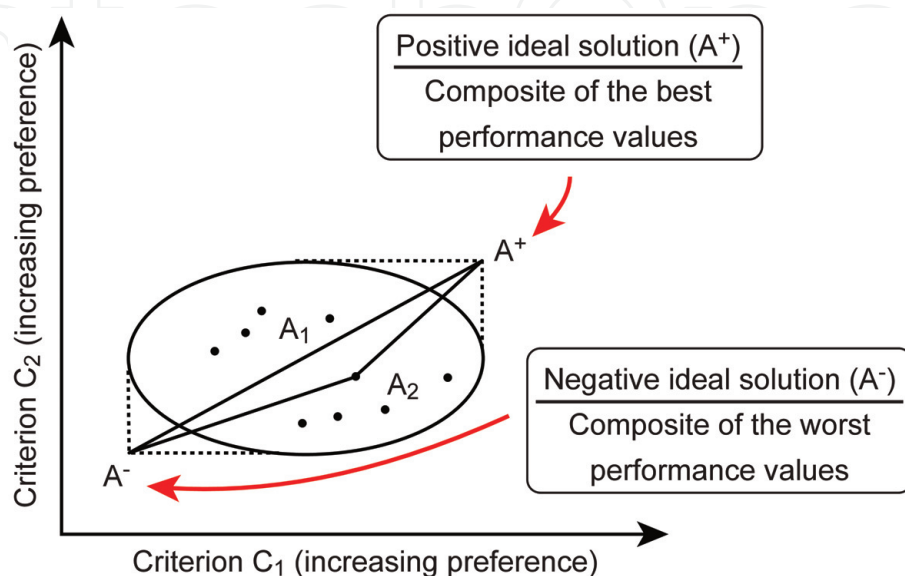 Positive ideal solution (A⁺)
Composite of the best
performance values
Criterion C₂ (increasing preference)
A⁺
A₁
A₂
Negative ideal solution (A⁻)
Composite of the worst
performance values
A⁻
Criterion C₁ (increasing preference)